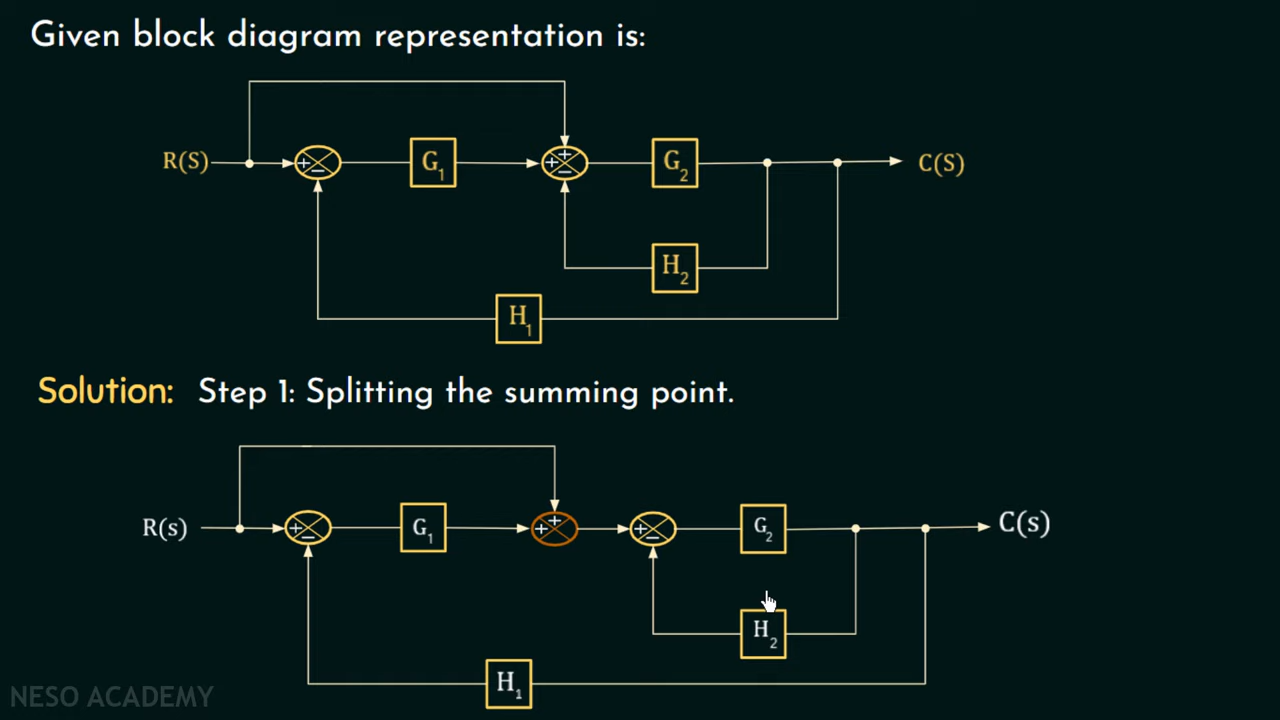 Given block diagram representation is:
R(S) + − G1 + + − G2 C(S)
H2
H1
Solution: Step 1: Splitting the summing point.
R(s) + − G1 + + + − G2 C(s)
H2
H1
NESO ACADEMY